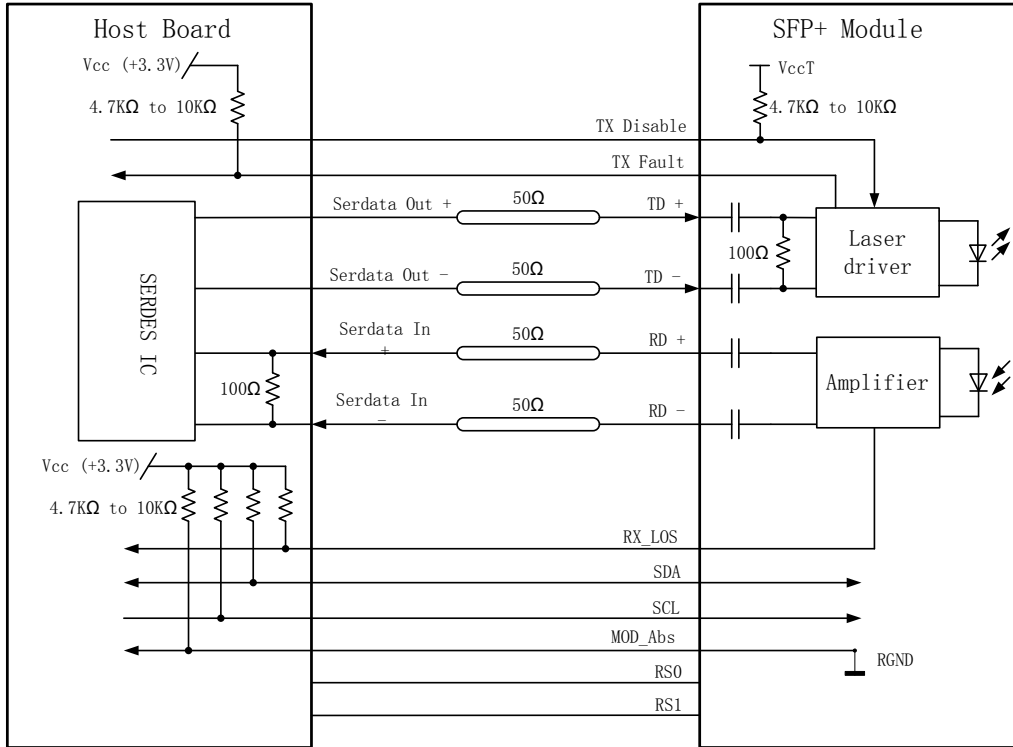 Host Board
SFP+ Module
Vcc (+3.3V)
VccT
4.7KΩ to 10KΩ
4.7KΩ to 10KΩ
TX Disable
TX Fault
Serdata Out +
50Ω
TD +
100Ω
Laser
driver
Serdata Out −
50Ω
TD −
SERDES IC
Serdata In
+
50Ω
RD +
100Ω
Amplifier
Serdata In
−
50Ω
RD −
Vcc (+3.3V)
4.7KΩ to 10KΩ
RX_LOS
SDA
SCL
MOD_Abs
RGND
RS0
RS1